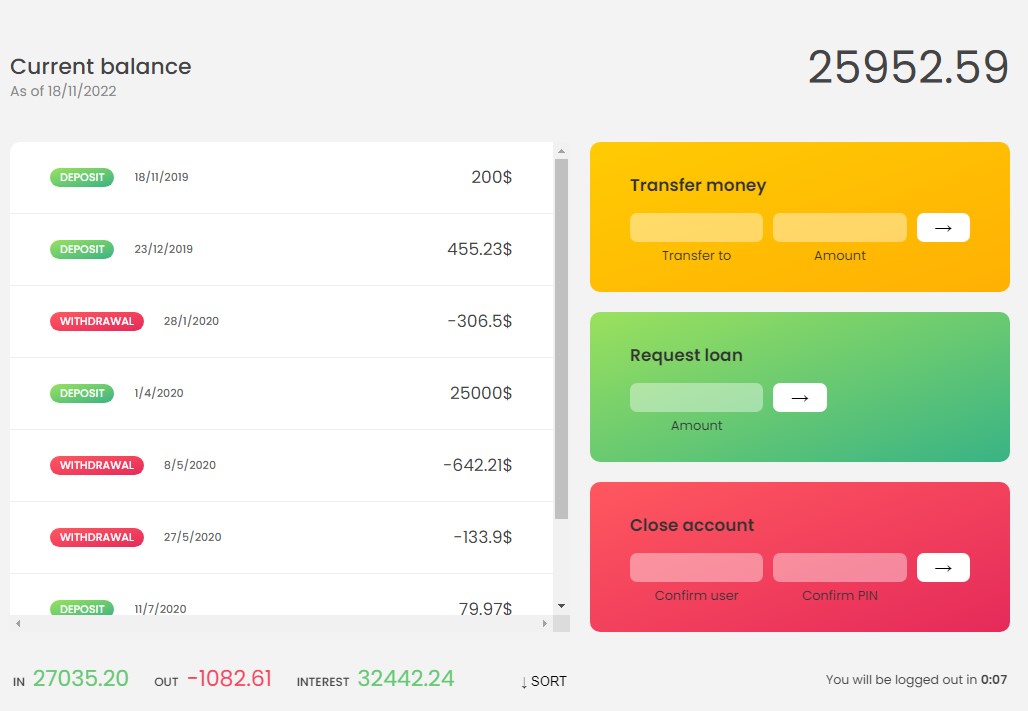 Current balance
As of 18/11/2022
25952.59
DEPOSIT 18/11/2019 200$
DEPOSIT 23/12/2019 455.23$
WITHDRAWAL 28/1/2020 -306.5$
DEPOSIT 1/4/2020 25000$
WITHDRAWAL 8/5/2020 -642.21$
WITHDRAWAL 27/5/2020 -133.9$
DEPOSIT 11/7/2020 79.97$
Transfer money
→
Transfer to Amount
Request loan
→
Amount
Close account
→
Confirm user Confirm PIN
IN 27035.20 OUT -1082.61 INTEREST 32442.24 ↓ SORT
You will be logged out in 0:07